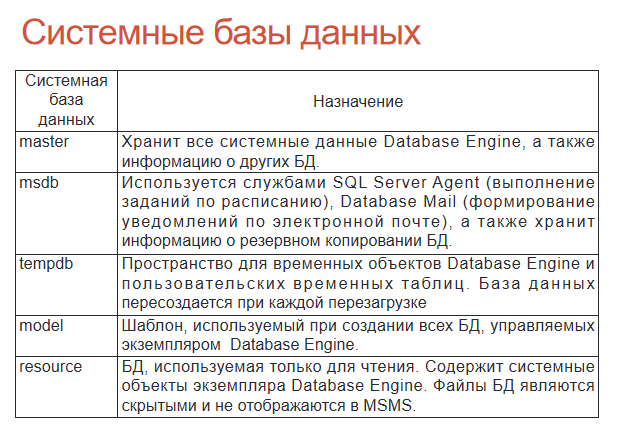 Системные базы данных
Системная
база
данных
Назначение
master
Хранит все системные данные Database Engine, а также
информацию о других БД.
msdb
Используется службами SQL Server Agent (выполнение
заданий по расписанию), Database Mail (формирование
уведомлений по электронной почте), а также хранит
информацию о резервном копировании БД.
tempdb
Пространство для временных объектов Database Engine и
пользовательских временных таблиц. База данных
пересоздается при каждой перезагрузке
model
Шаблон, используемый при создании всех БД, управляемых
экземпляром Database Engine.
resource
БД, используемая только для чтения. Содержит системные
объекты экземпляра Database Engine. Файлы БД являются
скрытыми и не отображаются в MSMS.